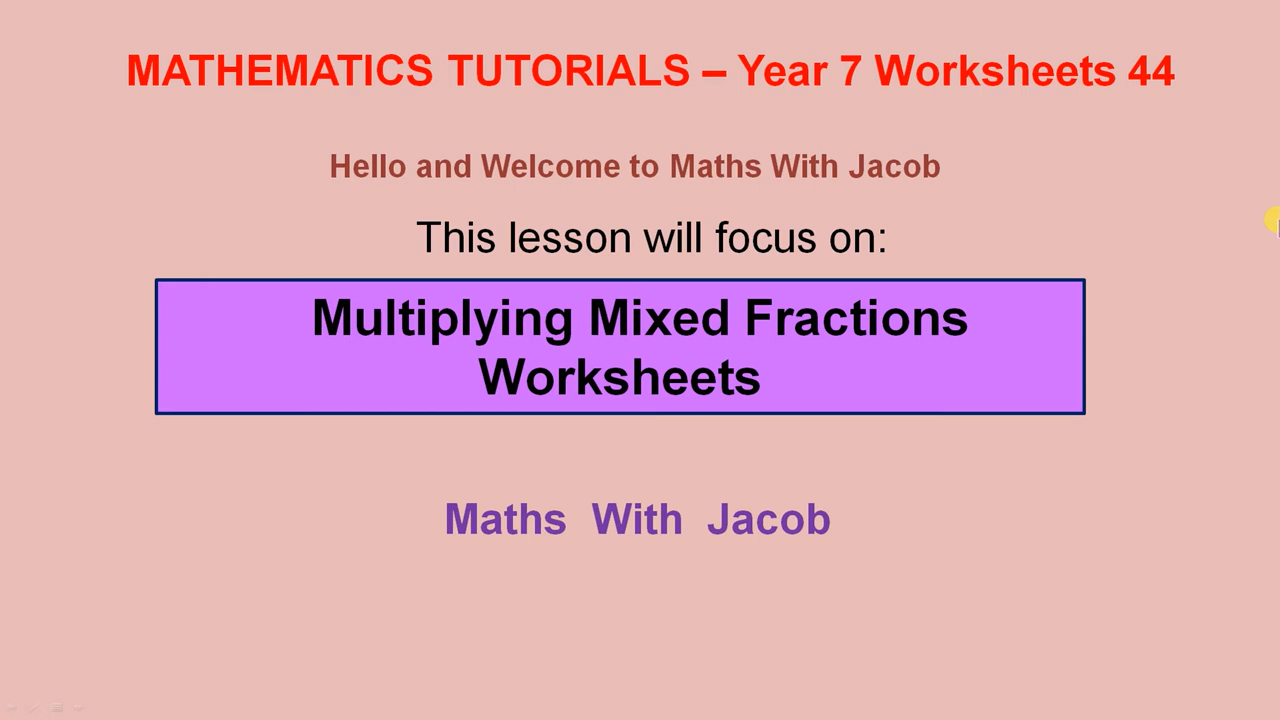 MATHEMATICS TUTORIALS – Year 7 Worksheets 44
Hello and Welcome to Maths With Jacob
This lesson will focus on:
Multiplying Mixed Fractions
Worksheets
Maths With Jacob